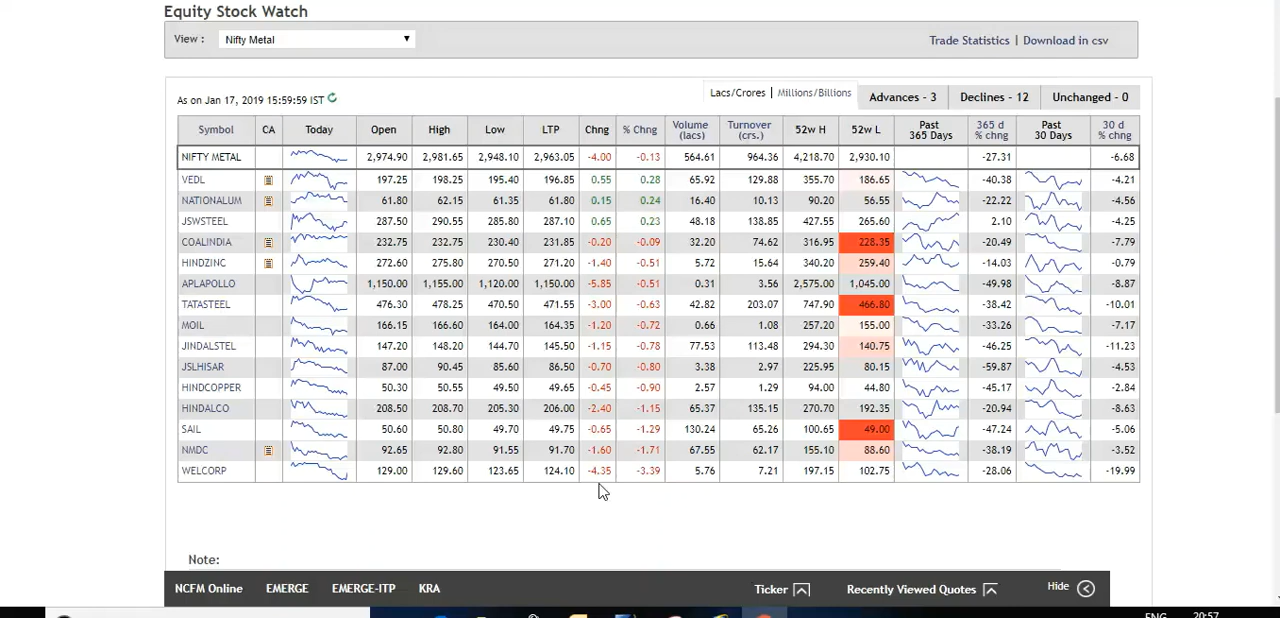 Equity Stock Watch
View : Nifty Metal Trade Statistics | Download in csv
As on Jan 17, 2019 15:59:59 IST Lacs/Crores | Millions/Billions Advances - 3 Declines - 12 Unchanged - 0
Symbol CA Today Open High Low LTP Chng % Chng Volume (lacs) Turnover (crs.) 52w H 52w L Past 365 Days 365 d % chng Past 30 Days 30 d % chng
NIFTY METAL 2,974.90 2,981.65 2,948.10 2,963.05 -4.00 -0.13 564.61 964.36 4,218.70 2,930.10 -27.31 -6.68
VEDL 197.25 198.25 195.40 196.85 0.55 0.28 65.92 129.88 355.70 186.65 -40.38 -4.21
NATIONALUM 61.80 62.15 61.35 61.80 0.15 0.24 16.40 10.13 90.20 56.55 -22.22 -4.56
JSWSTEEL 287.50 290.55 285.80 287.10 0.65 0.23 48.18 138.85 427.55 265.60 2.10 -4.25
COALINDIA 232.75 232.75 230.40 231.85 -0.20 -0.09 32.20 74.62 316.95 228.35 -20.49 -7.79
HINDZINC 272.60 275.80 270.50 271.20 -1.40 -0.51 5.72 15.64 340.20 259.40 -14.03 -0.79
APLAPOLLO 1,150.00 1,155.00 1,120.00 1,150.00 -5.85 -0.51 0.31 3.56 2,575.00 1,045.00 -49.98 -8.87
TATASTEEL 476.30 478.25 470.50 471.55 -3.00 -0.63 42.82 203.07 747.90 466.80 -38.42 -10.01
MOIL 166.15 166.60 164.00 164.35 -1.20 -0.72 0.66 1.08 257.20 155.00 -33.26 -7.17
JINDALSTEL 147.20 148.20 144.70 145.50 -1.15 -0.78 77.53 113.48 294.30 140.75 -46.25 -11.23
JSLHISAR 87.00 90.45 85.60 86.50 -0.70 -0.80 3.38 2.97 225.95 80.15 -59.87 -4.53
HINDCOPPER 50.30 50.55 49.50 49.65 -0.45 -0.90 2.57 1.29 94.00 44.80 -45.17 -2.84
HINDALCO 208.50 208.70 205.30 206.00 -2.40 -1.15 65.37 135.15 270.70 192.35 -20.94 -8.63
SAIL 50.60 50.80 49.70 49.75 -0.65 -1.29 130.24 65.26 100.65 49.00 -47.24 -5.06
NMDC 92.65 92.80 91.55 91.70 -1.60 -1.71 67.55 62.17 155.10 88.60 -38.19 -3.52
WELCORP 129.00 129.60 123.65 124.10 -4.35 -3.39 5.76 7.21 197.15 102.75 -28.06 -19.99
Note:
NCFM Online EMERGE EMERGE-ITP KRA Ticker Recently Viewed Quotes Hide
ENG 20:57